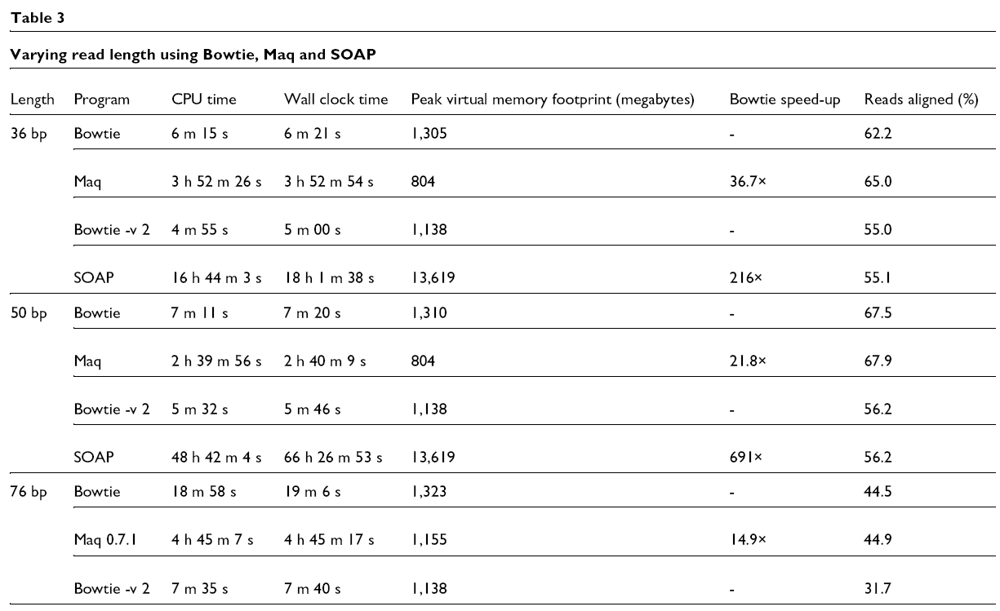 Table 3
Varying read length using Bowtie, Maq and SOAP
Length Program CPU time Wall clock time Peak virtual memory footprint (megabytes) Bowtie speed-up Reads aligned (%)
36 bp Bowtie 6 m 15 s 6 m 21 s 1,305 - 62.2
Maq 3 h 52 m 26 s 3 h 52 m 54 s 804 36.7× 65.0
Bowtie -v 2 4 m 55 s 5 m 00 s 1,138 - 55.0
SOAP 16 h 44 m 3 s 18 h 1 m 38 s 13,619 216× 55.1
50 bp Bowtie 7 m 11 s 7 m 20 s 1,310 - 67.5
Maq 2 h 39 m 56 s 2 h 40 m 9 s 804 21.8× 67.9
Bowtie -v 2 5 m 32 s 5 m 46 s 1,138 - 56.2
SOAP 48 h 42 m 4 s 66 h 26 m 53 s 13,619 691× 56.2
76 bp Bowtie 18 m 58 s 19 m 6 s 1,323 - 44.5
Maq 0.7.1 4 h 45 m 7 s 4 h 45 m 17 s 1,155 14.9× 44.9
Bowtie -v 2 7 m 35 s 7 m 40 s 1,138 - 31.7